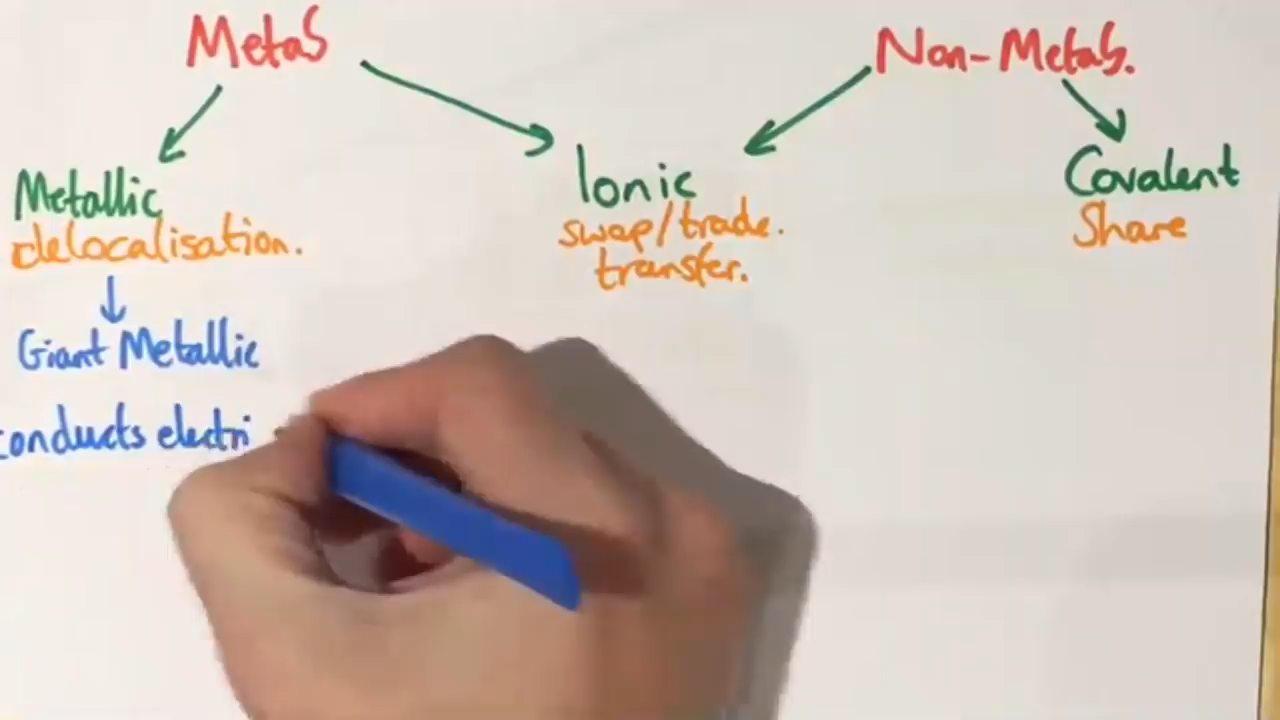 Metals
Non-Metals.
Metallic
Ionic
Covalent
delocalisation.
swap/trade.
Share
transfer.
Giant Metallic
conducts electri